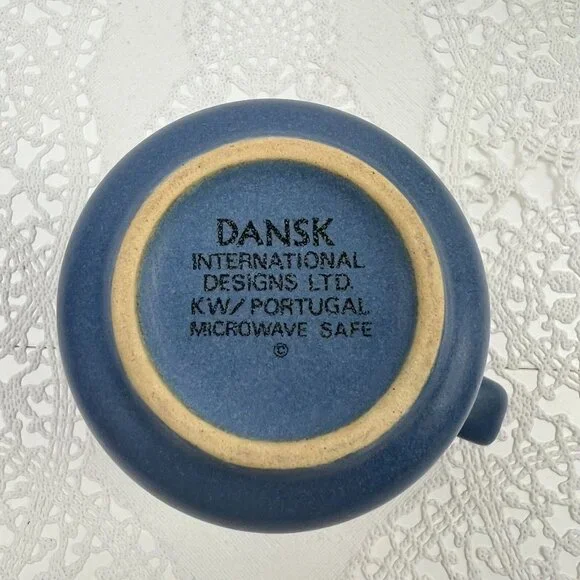 DANSK
INTERNATIONAL
DESIGNS LTD.
KW/PORTUGAL
MICROWAVE SAFE
©